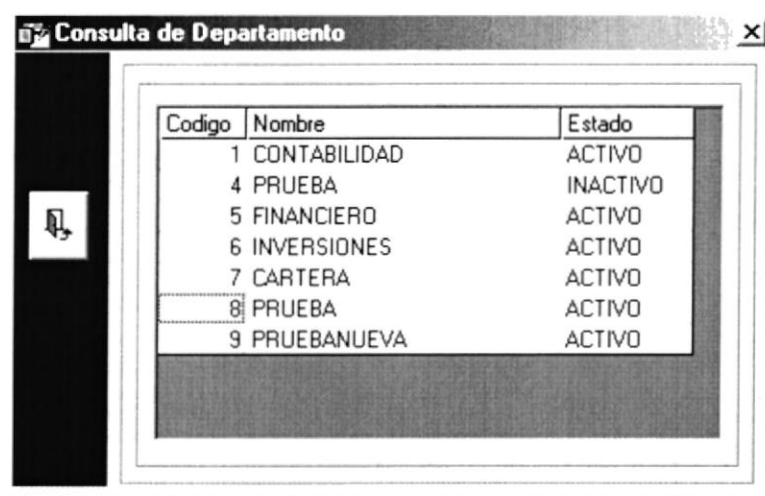 Consulta de Departamento
Codigo Nombre Estado
1 CONTABILIDAD ACTIVO
4 PRUEBA INACTIVO
5 FINANCIERO ACTIVO
6 INVERSIONES ACTIVO
7 CARTERA ACTIVO
8 PRUEBA ACTIVO
9 PRUEBANUEVA ACTIVO